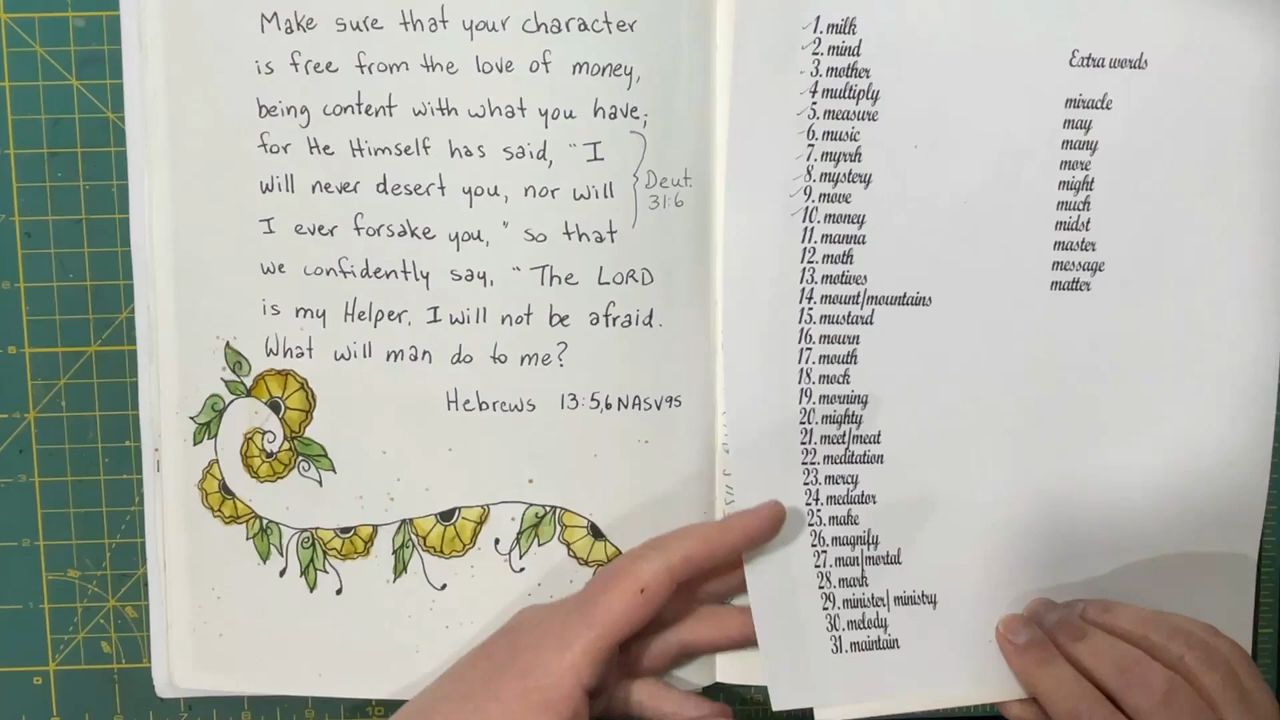 Make sure that your character
is free from the love of money,
being content with what you have;
for He Himself has said, "I
will never desert you, nor will
I ever forsake you," so that
we confidently say, "The LORD
is my Helper, I will not be afraid.
What will man do to me?
Hebrews 13:5,6 NASV95
Deut.
31:6
1. milk
2. mind
3. mother
4 multiply
5. measure
6. music
7. myrrh
8. mystery
9. move
10. money
11. manna
12. moth
13. motives
14. mount/mountains
15. mustard
16. mourn
17. mouth
18. mock
19. morning
20. mighty
21. meet/meat
22. meditation
23. mercy
24. mediator
25. make
26. magnify
27. man/mortal
28. mark
29. minister/ ministry
30. melody
31. maintain
Extra words
miracle
may
many
more
might
much
midst
master
message
matter
10